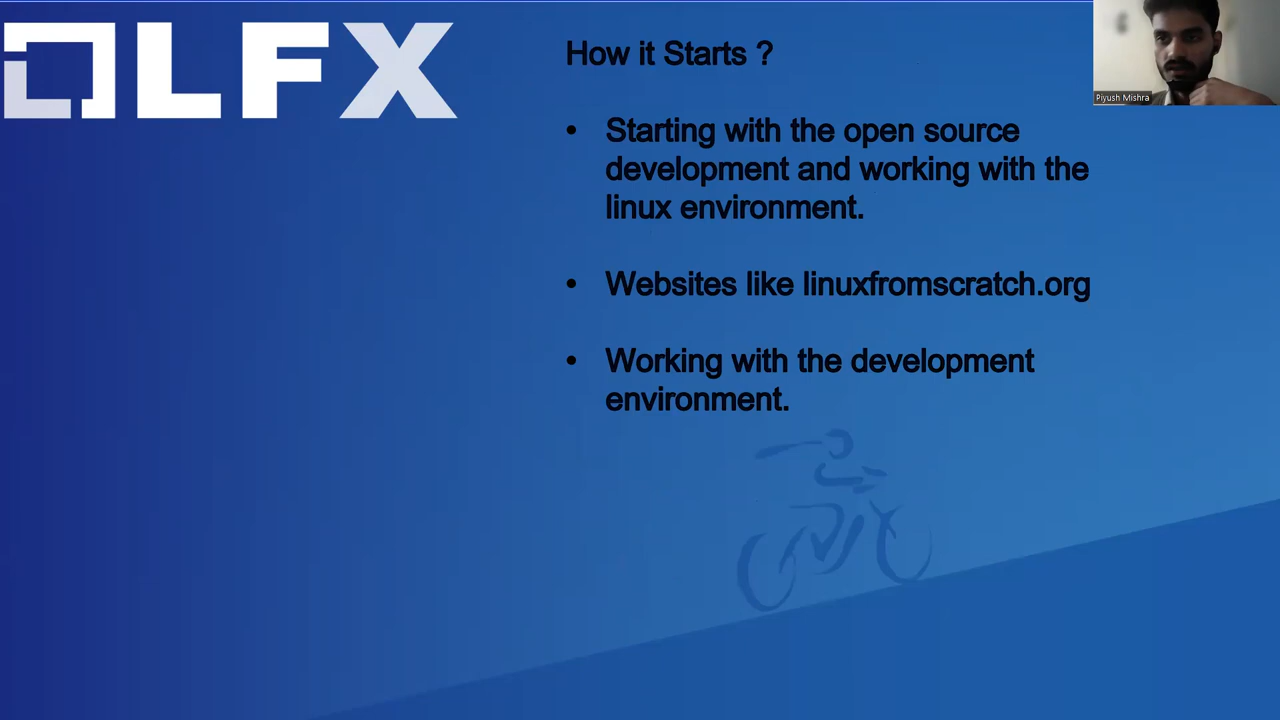 LFX
How it Starts ?
Piyush Mishra
• Starting with the open source
development and working with the
linux environment.
• Websites like linuxfromscratch.org
• Working with the development
environment.